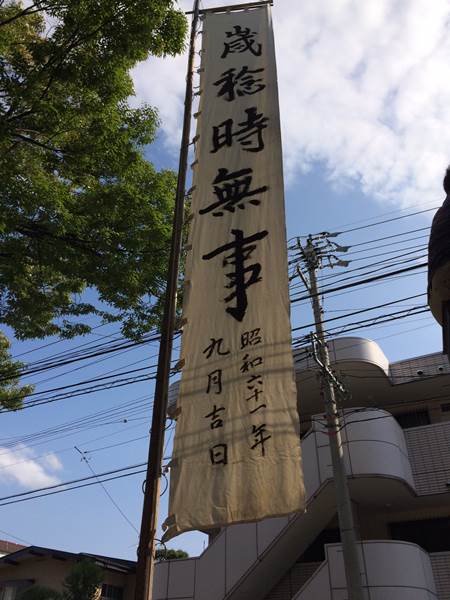 歳稔時無事
昭和六十一年
九月吉日